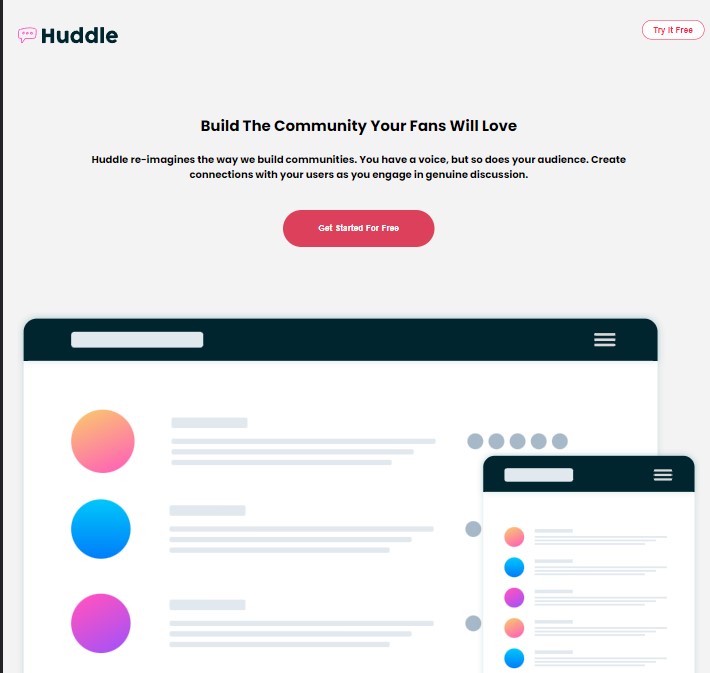 Huddle
Try It Free
Build The Community Your Fans Will Love
Huddle re-imagines the way we build communities. You have a voice, but so does your audience. Create
connections with your users as you engage in genuine discussion.
Get Started For Free